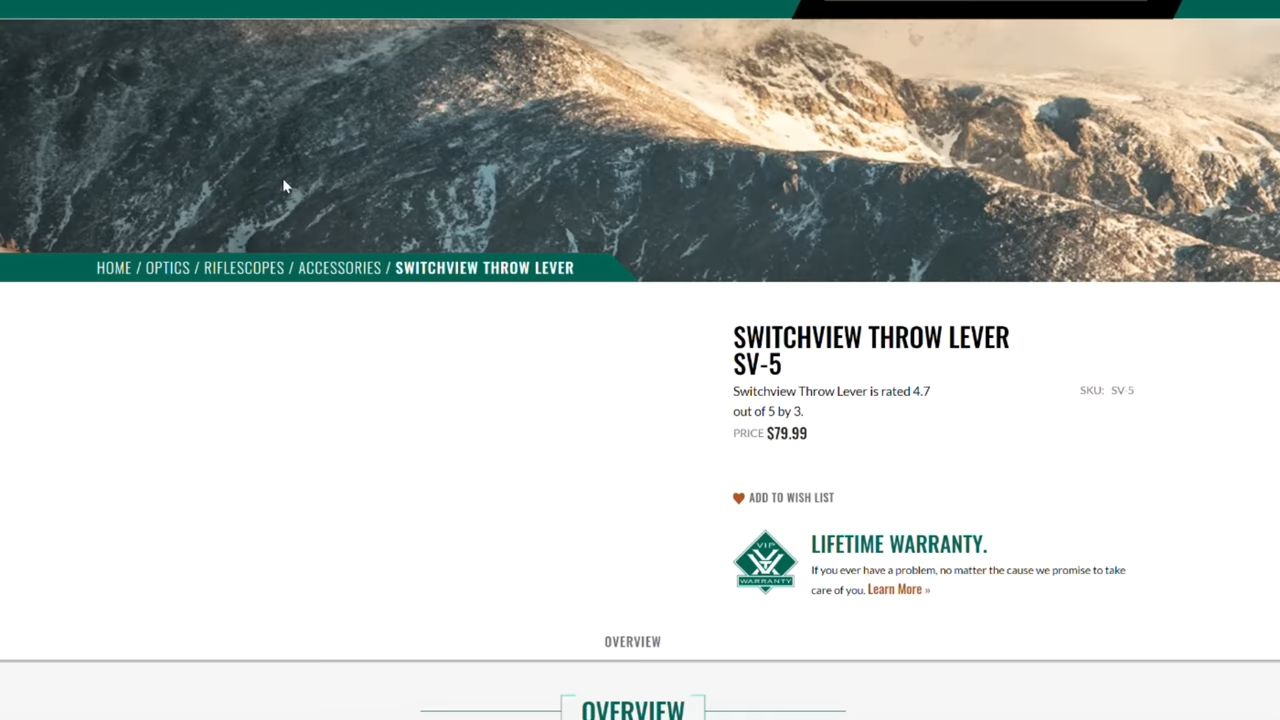 HOME / OPTICS / RIFLESCOPES / ACCESSORIES / SWITCHVIEW THROW LEVER
SWITCHVIEW THROW LEVER
SV-5
Switchview Throw Lever is rated 4.7
out of 5 by 3.
SKU: SV-5
PRICE $79.99
ADD TO WISH LIST
VIP
WARRANTY
LIFETIME WARRANTY.
If you ever have a problem, no matter the cause we promise to take
care of you. Learn More »
OVERVIEW
OVERVIEW